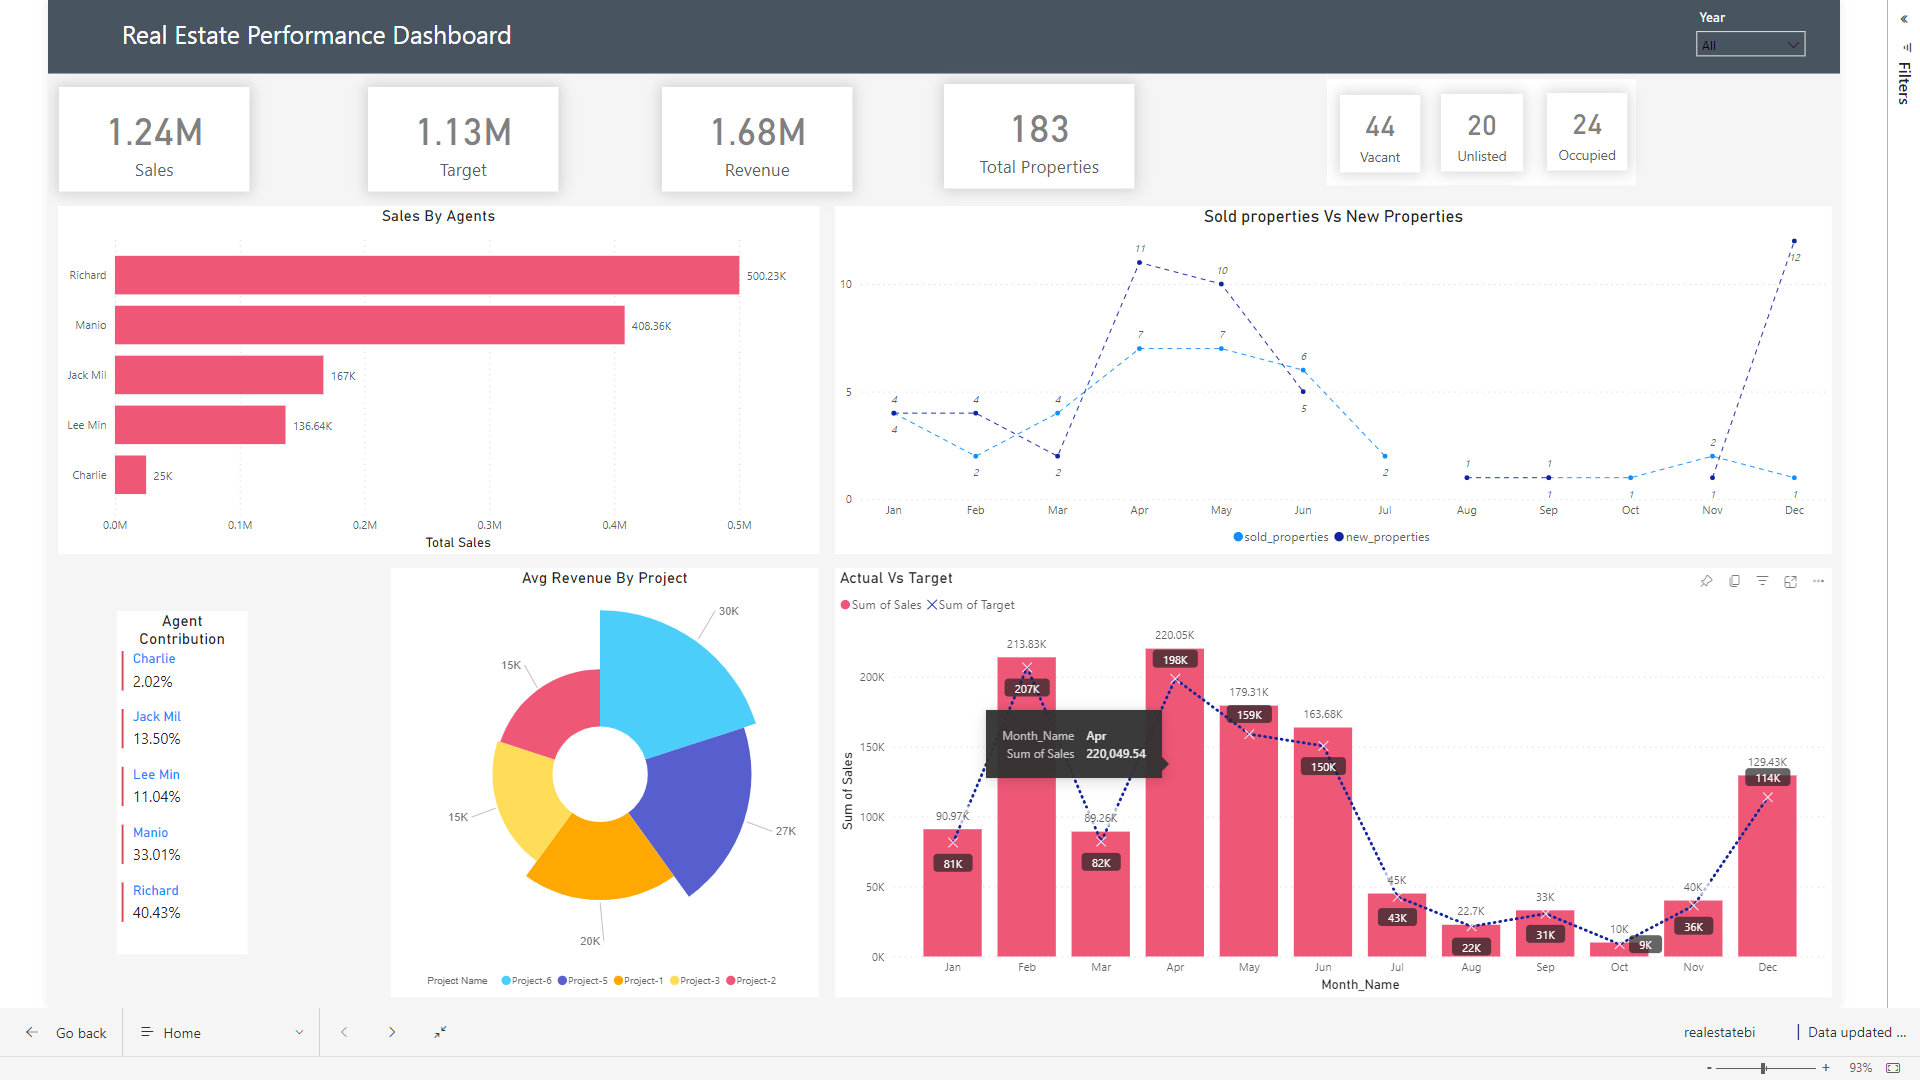 Real Estate Performance Dashboard
Year
All
Filters
1.24M
Sales
1.13M
Target
1.68M
Revenue
183
Total Properties
44
Vacant
20
Unlisted
24
Occupied
Sales By Agents
Richard
500.23K
Manio
408.36K
Jack Mil
167K
Lee Min
136.64K
Charlie
25K
0.0M 0.1M 0.2M 0.3M 0.4M 0.5M
Total Sales
Sold properties Vs New Properties
10
5
0
4 4 4 11 10 6 1 1 2 12
7 7
4 2 2 5 2 1 1 1 1
Jan Feb Mar Apr May Jun Jul Aug Sep Oct Nov Dec
sold_properties new_properties
Agent
Contribution
Charlie
2.02%
Jack Mil
13.50%
Lee Min
11.04%
Manio
33.01%
Richard
40.43%
Avg Revenue By Project
30K
15K
15K
27K
20K
Project Name Project-6 Project-5 Project-1 Project-3 Project-2
Actual Vs Target
Sum of Sales Sum of Target
Sum of Sales
200K
150K
100K
50K
0K
90.97K 213.83K 89.26K 220.05K 179.31K 163.68K 45K 22.7K 33K 10K 40K 129.43K
81K 207K 82K 198K 159K 150K 43K 22K 31K 9K 36K 114K
Month_Name Apr
Sum of Sales 220,049.54
Jan Feb Mar Apr May Jun Jul Aug Sep Oct Nov Dec
Month_Name
Go back
Home
realestatebi
Data updated ...
- + 93%